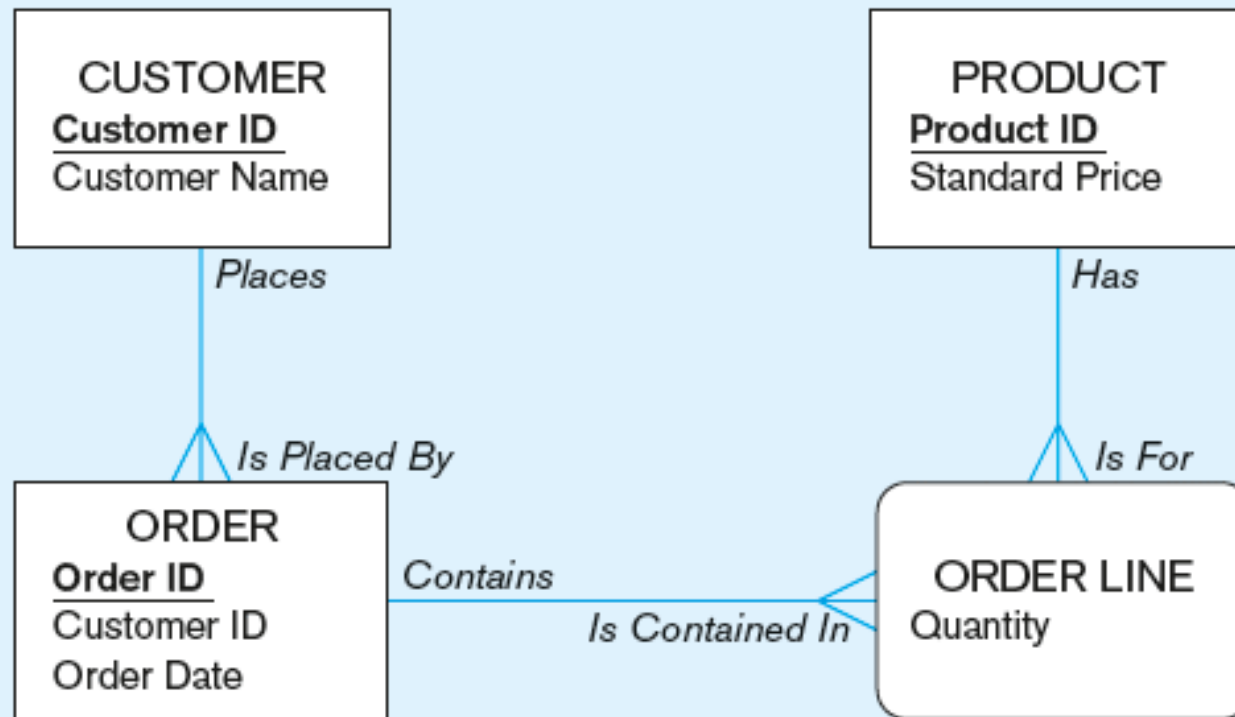 CUSTOMER
Customer ID
Customer Name
PRODUCT
Product ID
Standard Price
Places
Has
Is Placed By
Is For
ORDER
Order ID
Customer ID
Order Date
Contains
Is Contained In
ORDER LINE
Quantity